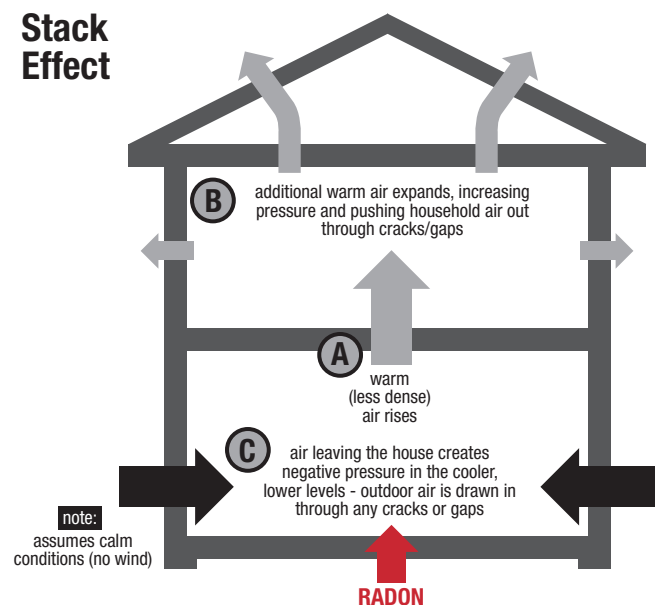 Stack
Effect
B
additional warm air expands, increasing
pressure and pushing household air out
through cracks/gaps
A
warm
(less dense)
air rises
C
air leaving the house creates
negative pressure in the cooler,
lower levels - outdoor air is drawn in
through any cracks or gaps
note:
assumes calm
conditions (no wind)
RADON